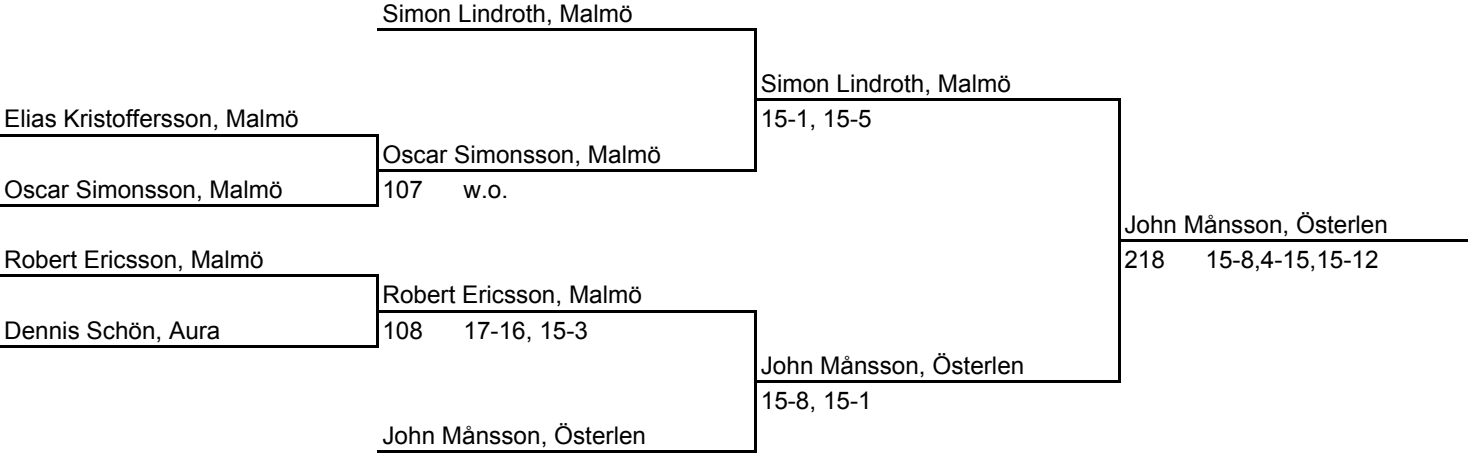 Simon Lindroth, Malmö
Simon Lindroth, Malmö
Elias Kristoffersson, Malmö
15-1, 15-5
Oscar Simonsson, Malmö
Oscar Simonsson, Malmö
107 w.o.
John Månsson, Österlen
Robert Ericsson, Malmö
218 15-8,4-15,15-12
Robert Ericsson, Malmö
Dennis Schön, Aura
108 17-16, 15-3
John Månsson, Österlen
15-8, 15-1
John Månsson, Österlen